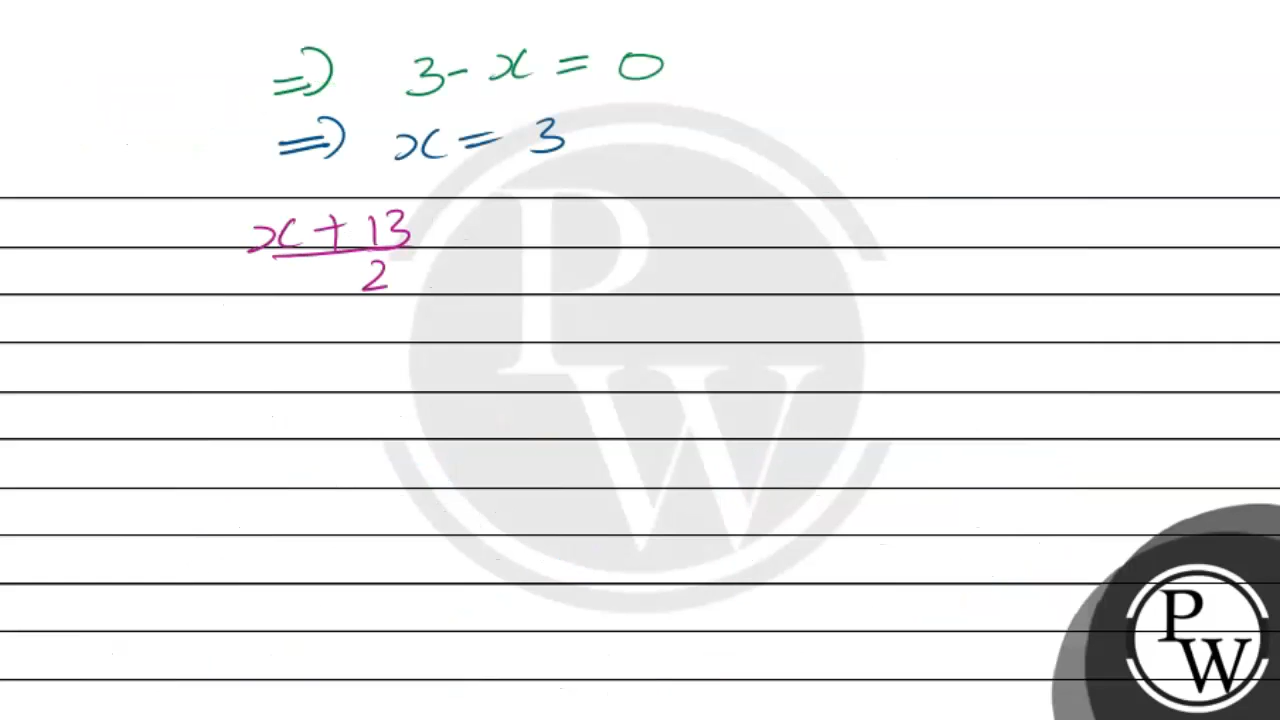 => 3 - x = 0
=> x = 3
x + 13
2
P
W
P
W